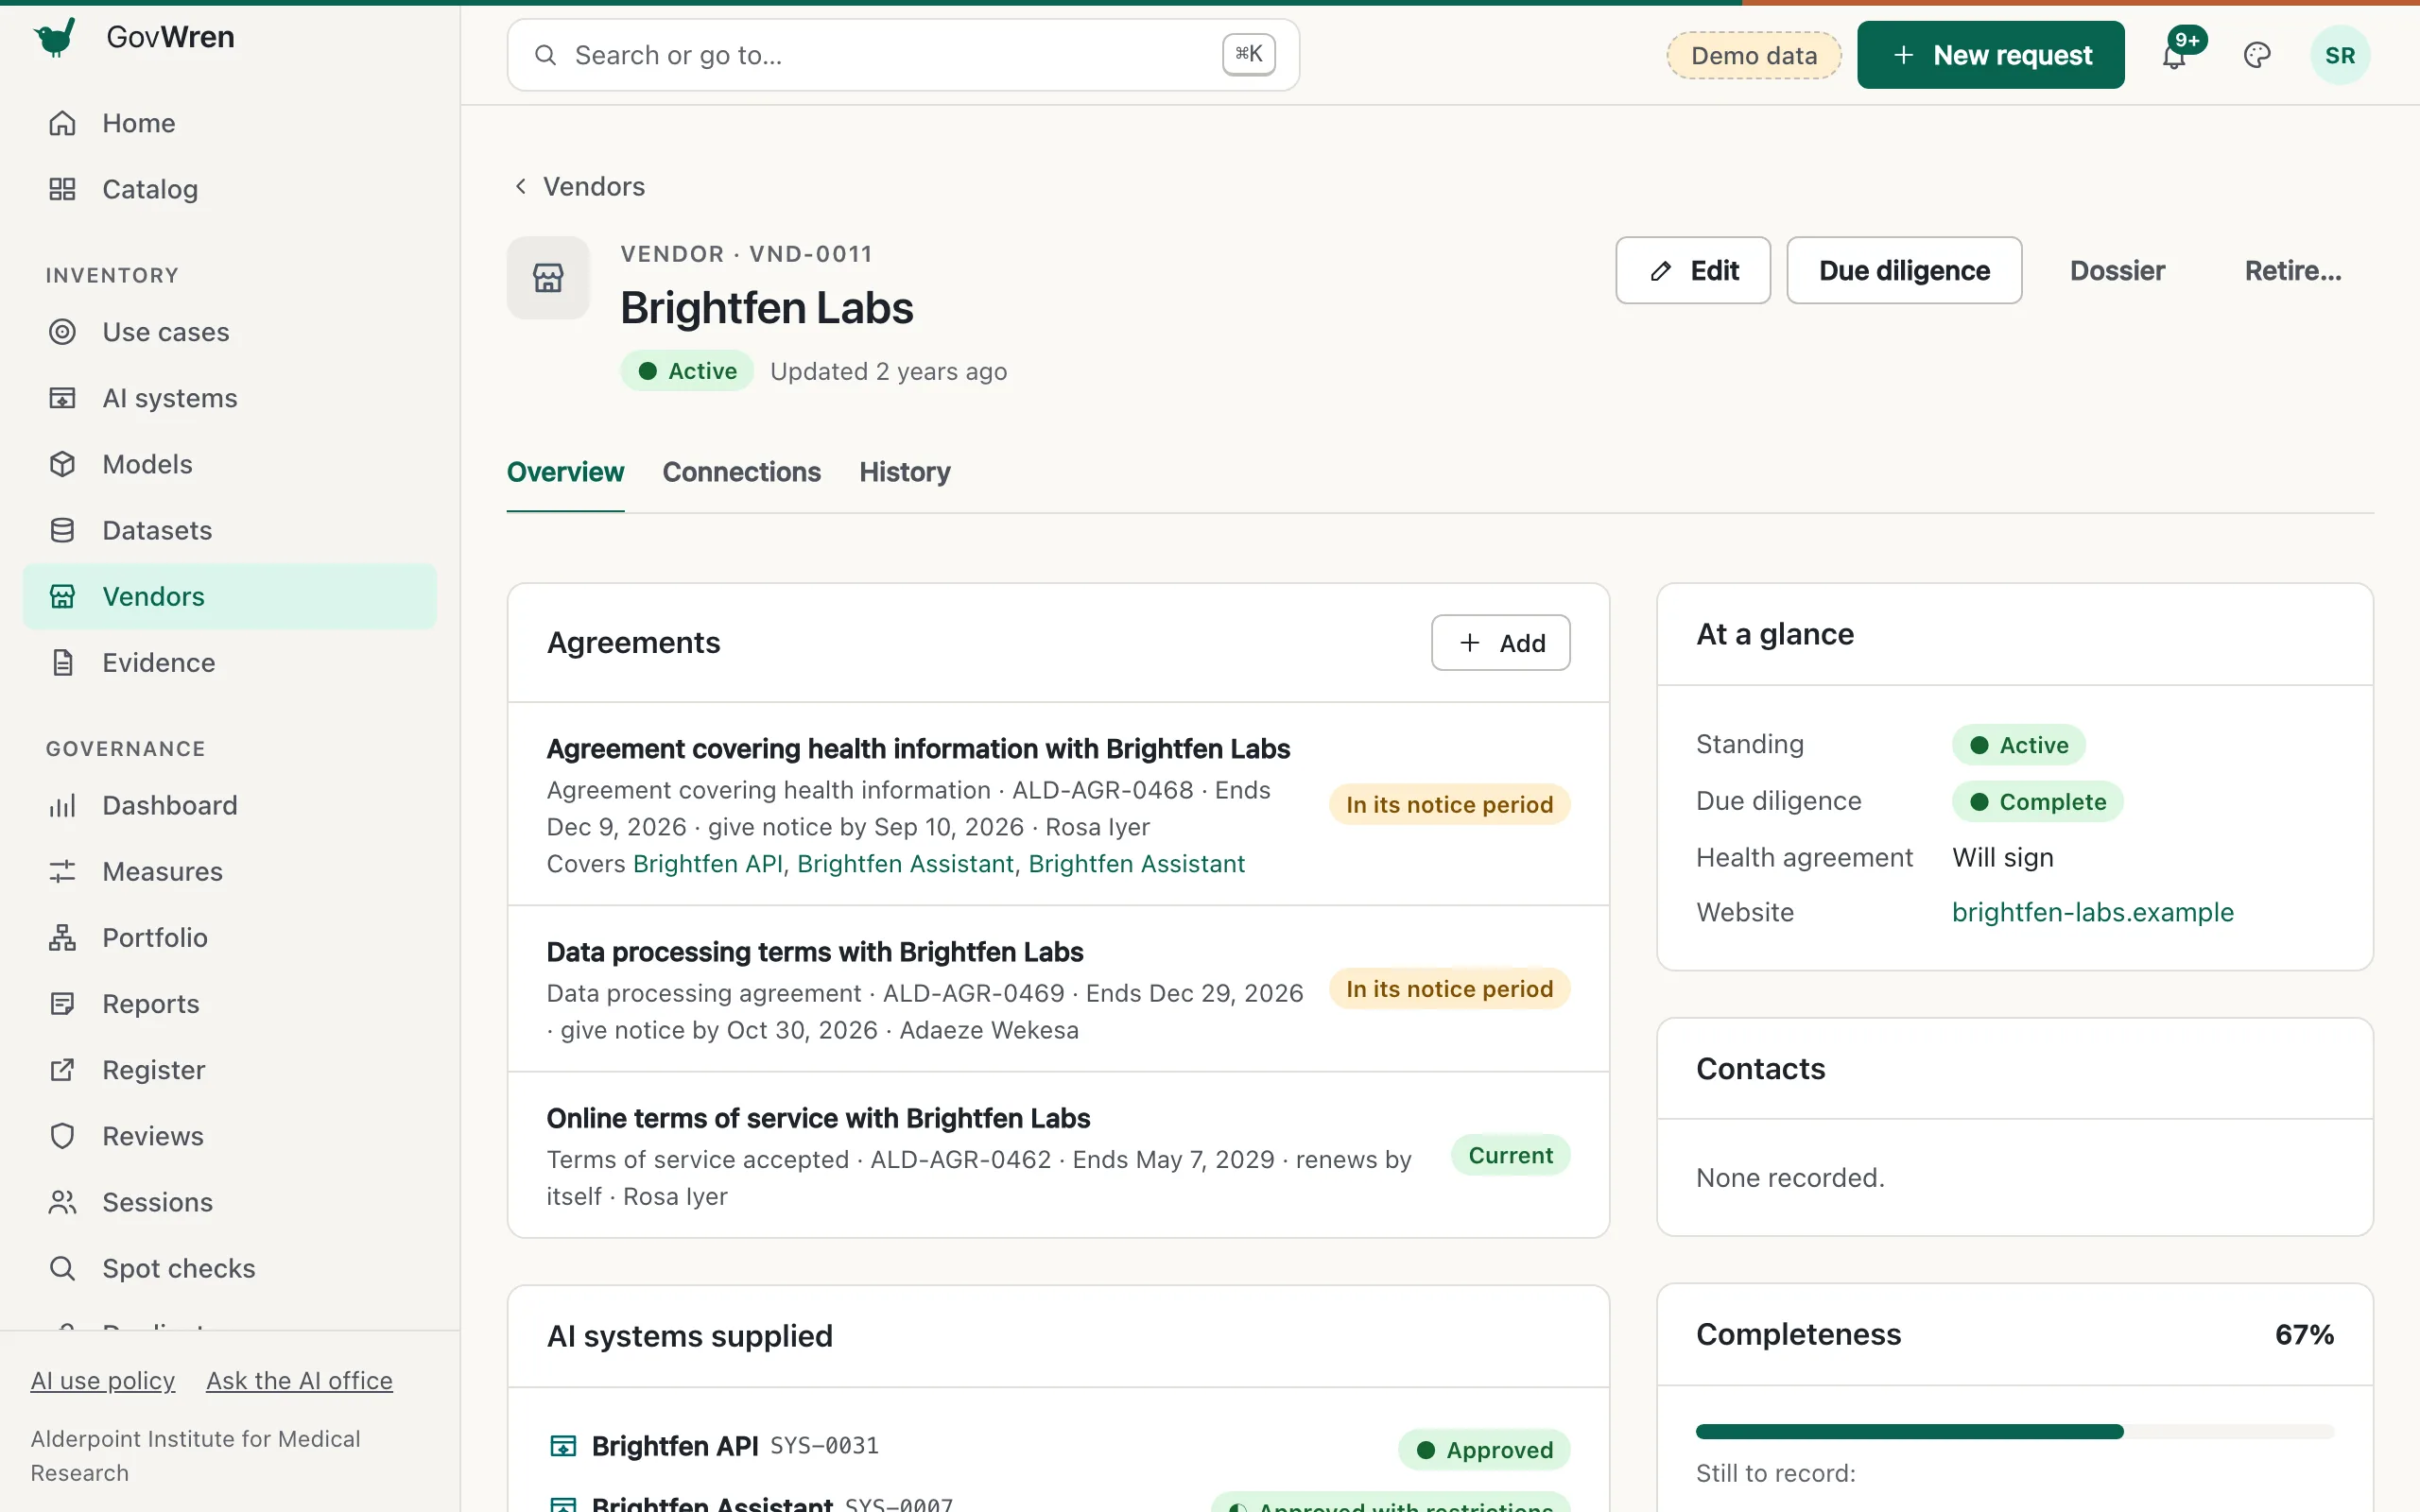 GovWren
Search or go to...
⌘K
Demo data
New request
9+
SR
Home
Catalog
INVENTORY
Use cases
AI systems
Models
Datasets
Vendors
Evidence
GOVERNANCE
Dashboard
Measures
Portfolio
Reports
Register
Reviews
Sessions
Spot checks
AI use policy
Ask the AI office
Alderpoint Institute for Medical
Research
Vendors
VENDOR · VND-0011
Brightfen Labs
Active
Updated 2 years ago
Edit
Due diligence
Dossier
Retire...
Overview
Connections
History
Agreements
Add
Agreement covering health information with Brightfen Labs
Agreement covering health information · ALD-AGR-0468 · Ends
Dec 9, 2026 · give notice by Sep 10, 2026 · Rosa Iyer
Covers Brightfen API, Brightfen Assistant, Brightfen Assistant
In its notice period
Data processing terms with Brightfen Labs
Data processing agreement · ALD-AGR-0469 · Ends Dec 29, 2026
· give notice by Oct 30, 2026 · Adaeze Wekesa
In its notice period
Online terms of service with Brightfen Labs
Terms of service accepted · ALD-AGR-0462 · Ends May 7, 2029 · renews by
itself · Rosa Iyer
Current
AI systems supplied
Brightfen API SYS-0031
Approved
Brightfen Assistant SYS-0007
Approved with restrictions
At a glance
Standing
Active
Due diligence
Complete
Health agreement
Will sign
Website
brightfen-labs.example
Contacts
None recorded.
Completeness
67%
Still to record: